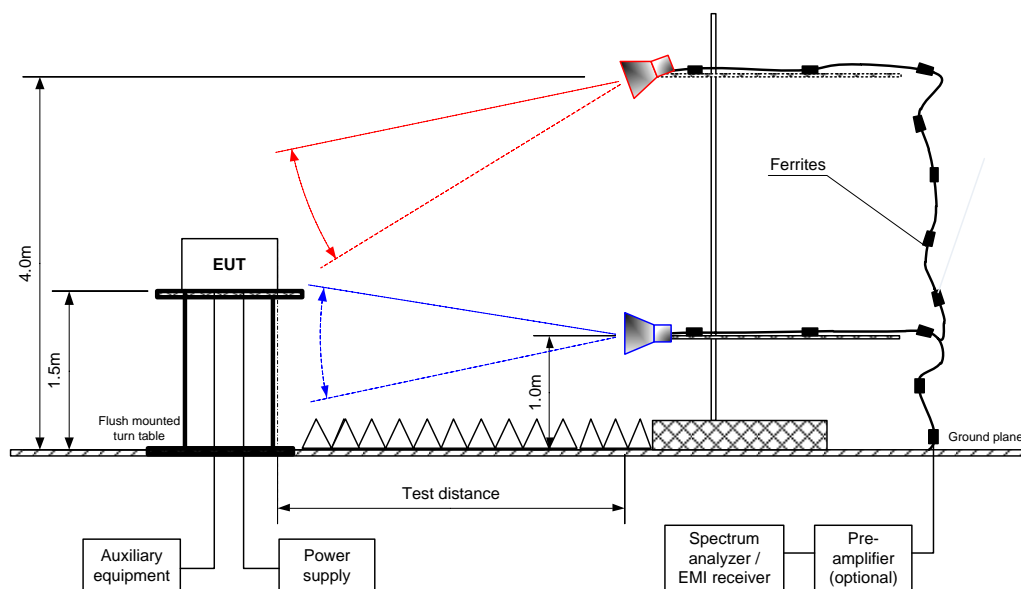 4.0m
Ferrites
EUT
1.5m
1.0m
Flush mounted
turn table
Ground plane
Test distance
Auxiliary
equipment
Power
supply
Spectrum
analyzer /
EMI receiver
Pre-
amplifier
(optional)